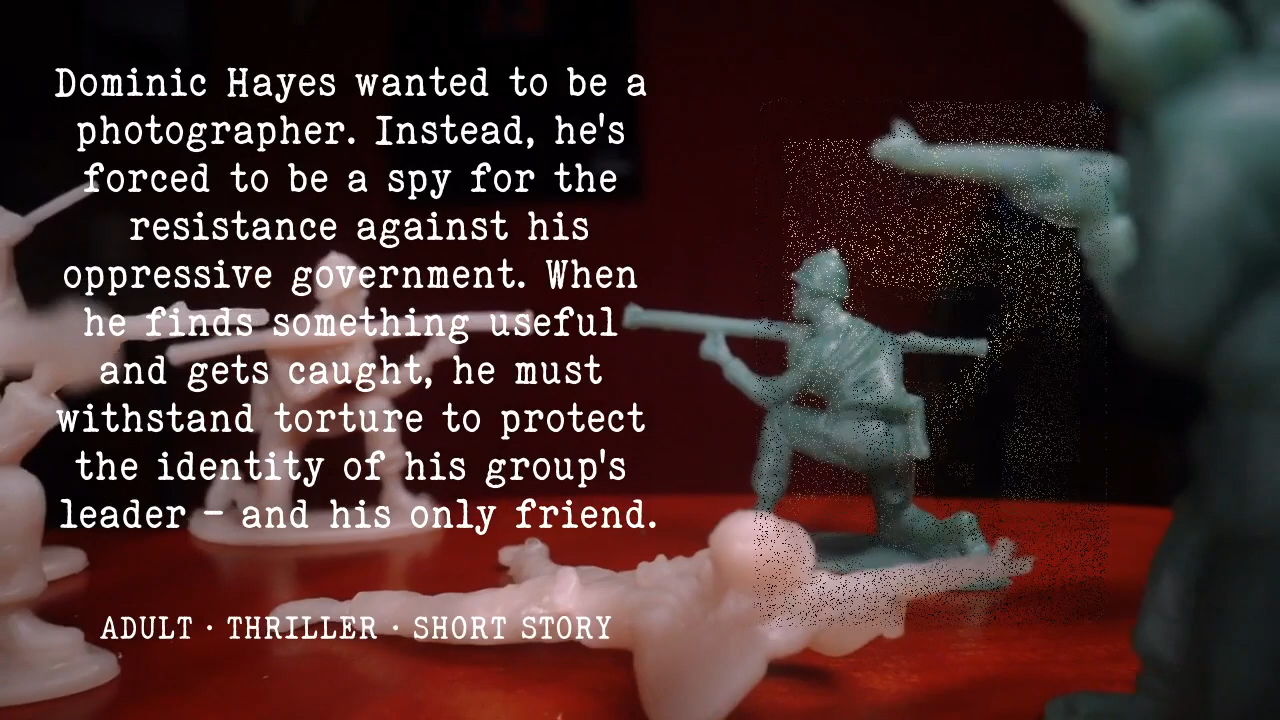 Dominic Hayes wanted to be a
photographer. Instead, he's
forced to be a spy for the
resistance against his
oppressive government. When
he finds something useful
and gets caught, he must
withstand torture to protect
the identity of his group's
leader – and his only friend.
ADULT · THRILLER · SHORT STORY